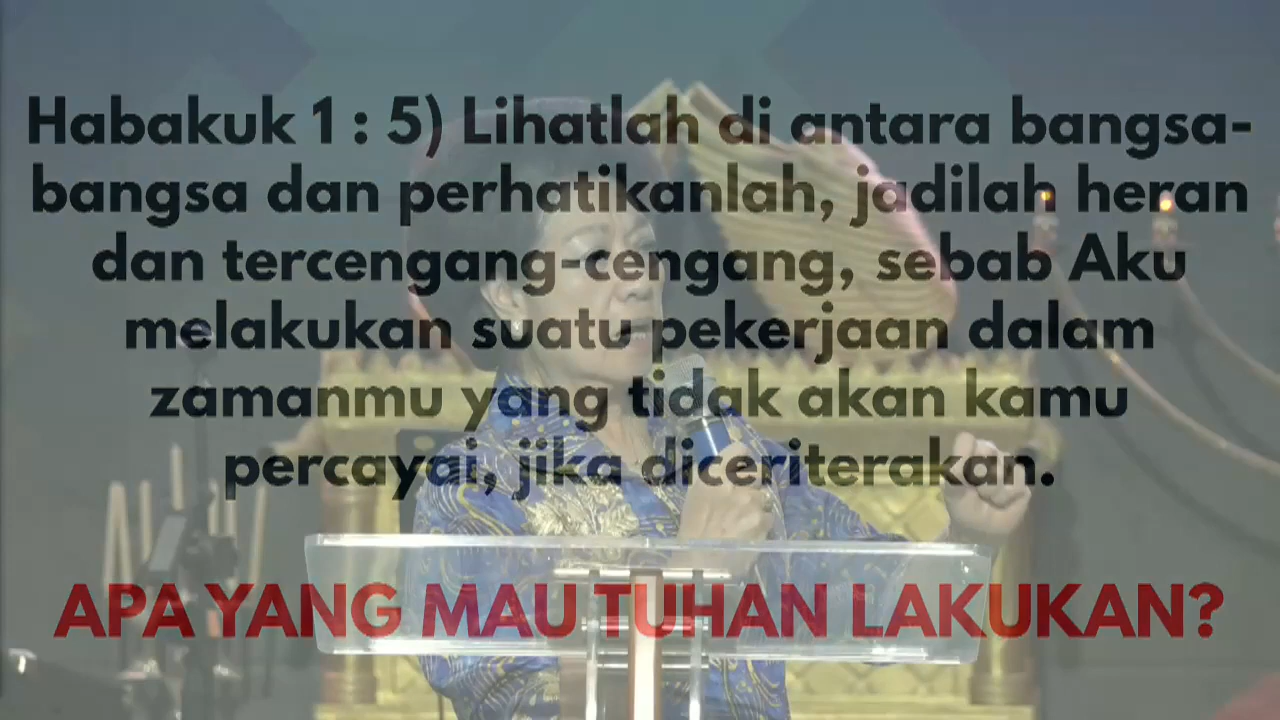 Habakuk 1 : 5) Lihatlah di antara bangsa-
bangsa dan perhatikanlah, jadilah heran
dan tercengang-cengang, sebab Aku
melakukan suatu pekerjaan dalam
zamanmu yang tidak akan kamu
percayai, jika diceriterakan.
APA YANG MAU TUHAN LAKUKAN?